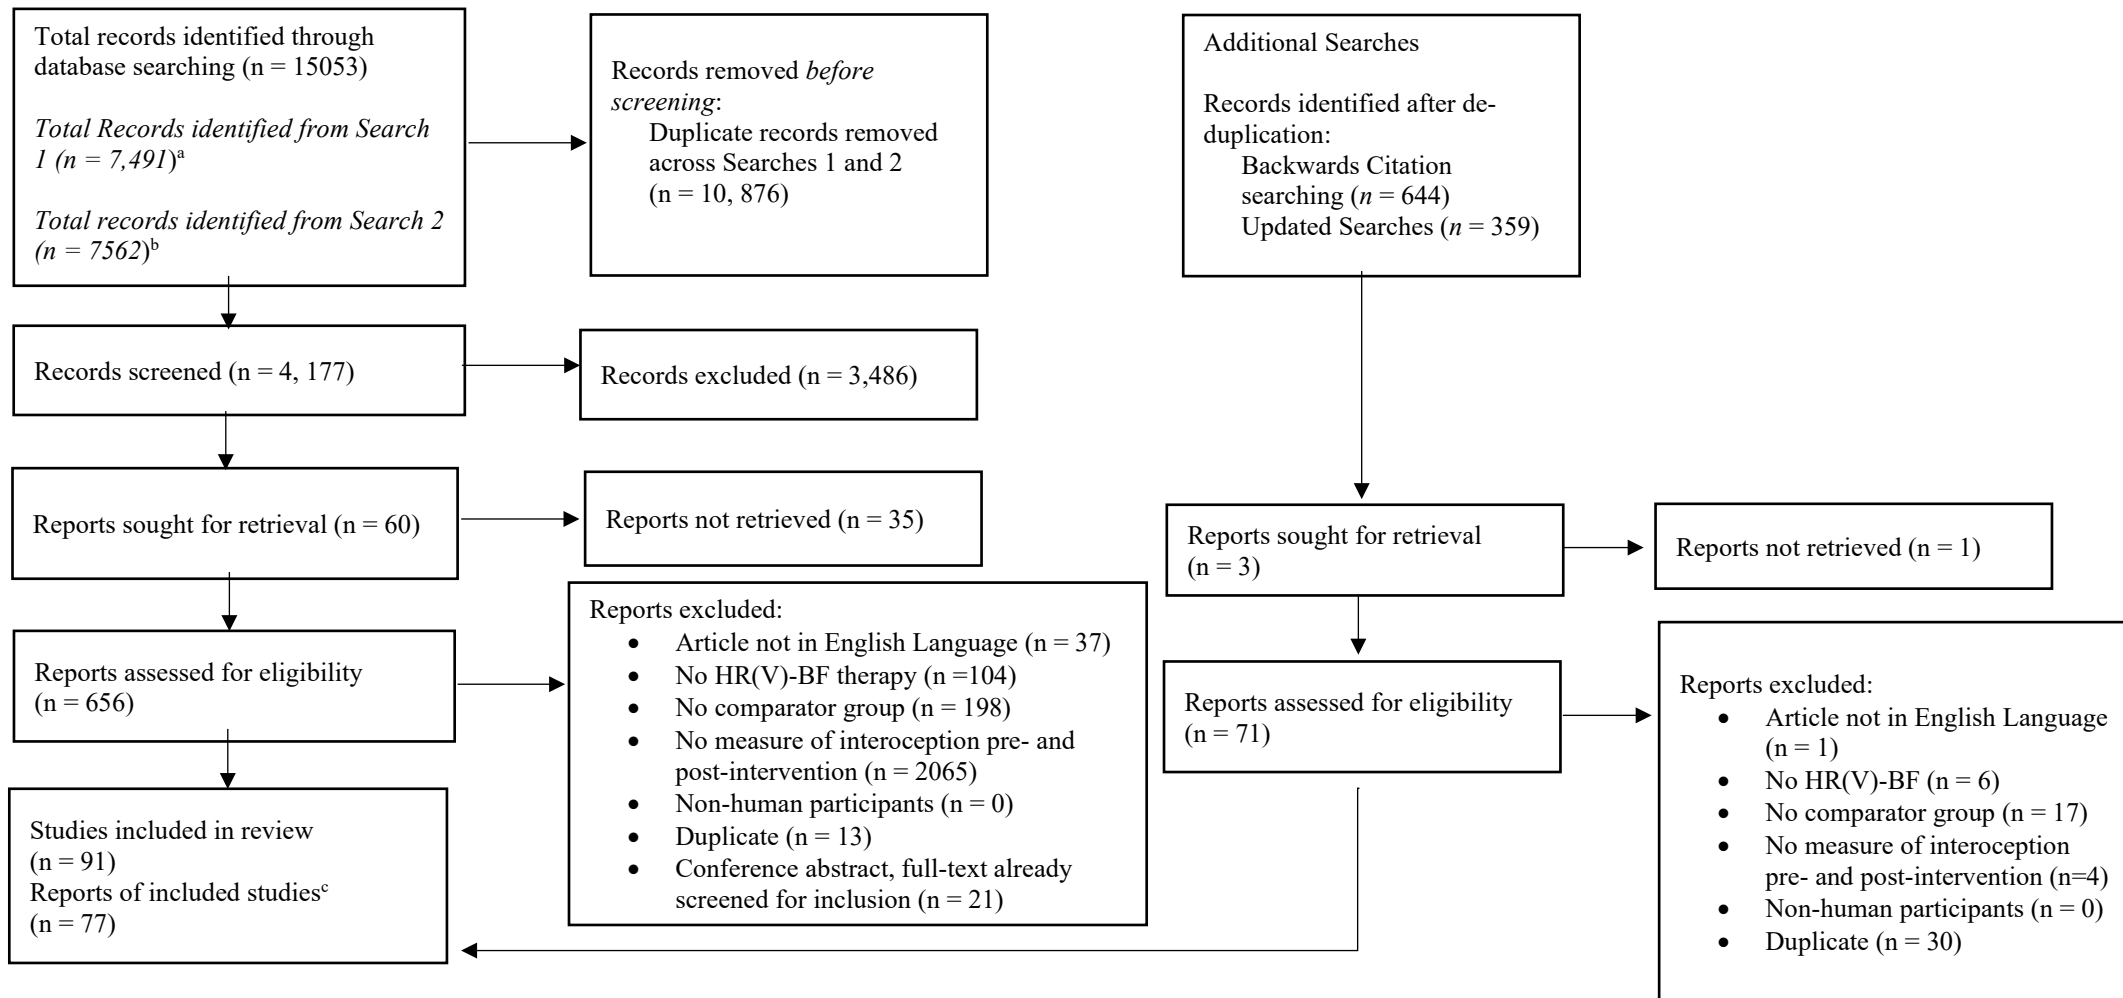 Total records identified through
database searching (n = 15053)
Total Records identified from Search
1 (n = 7,491)ᵃ
Total records identified from Search 2
(n = 7562)ᵇ
Records removed before
screening:
Duplicate records removed
across Searches 1 and 2
(n = 10, 876)
Additional Searches
Records identified after de-
duplication:
Backwards Citation
searching (n = 644)
Updated Searches (n = 359)
Records screened (n = 4, 177)
Records excluded (n = 3,486)
Reports sought for retrieval (n = 60)
Reports not retrieved (n = 35)
Reports sought for retrieval
(n = 3)
Reports not retrieved (n = 1)
Reports assessed for eligibility
(n = 656)
Reports excluded:
• Article not in English Language (n = 37)
• No HR(V)-BF therapy (n =104)
• No comparator group (n = 198)
• No measure of interoception pre- and
post-intervention (n = 2065)
• Non-human participants (n = 0)
• Duplicate (n = 13)
• Conference abstract, full-text already
screened for inclusion (n = 21)
Reports assessed for eligibility
(n = 71)
Reports excluded:
• Article not in English Language
(n = 1)
• No HR(V)-BF (n = 6)
• No comparator group (n = 17)
• No measure of interoception
pre- and post-intervention (n=4)
• Non-human participants (n = 0)
• Duplicate (n = 30)
Studies included in review
(n = 91)
Reports of included studiesᶜ
(n = 77)